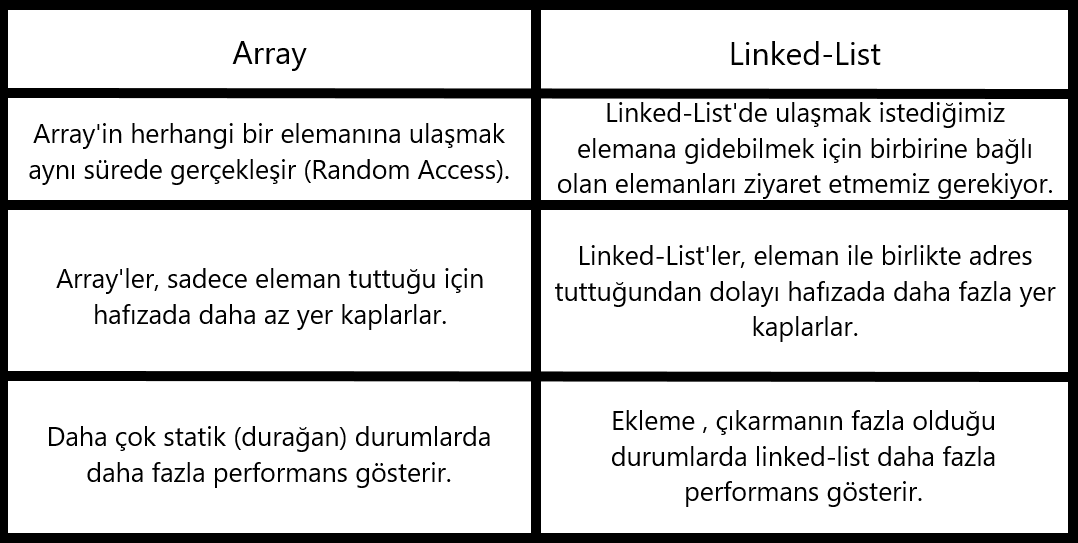 Array
Linked-List
Array'in herhangi bir elemanına ulaşmak
aynı sürede gerçekleşir (Random Access).
Linked-List'de ulaşmak istediğimiz
elemana gidebilmek için birbirine bağlı
olan elemanları ziyaret etmemiz gerekiyor.
Array'ler, sadece eleman tuttuğu için
hafızada daha az yer kaplarlar.
Linked-List'ler, eleman ile birlikte adres
tuttuğundan dolayı hafızada daha fazla yer
kaplarlar.
Daha çok statik (durağan) durumlarda
daha fazla performans gösterir.
Ekleme , çıkarmanın fazla olduğu
durumlarda linked-list daha fazla
performans gösterir.